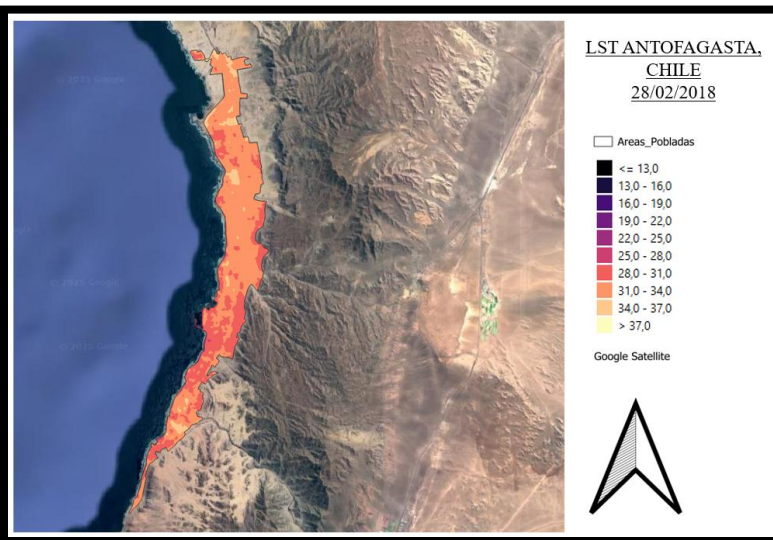 LST ANTOFAGASTA,
CHILE
28/02/2018
Areas_Pobladas
<= 13,0
13,0 - 16,0
16,0 - 19,0
19,0 - 22,0
22,0 - 25,0
25,0 - 28,0
28,0 - 31,0
31,0 - 34,0
34,0 - 37,0
> 37,0
Google Satellite